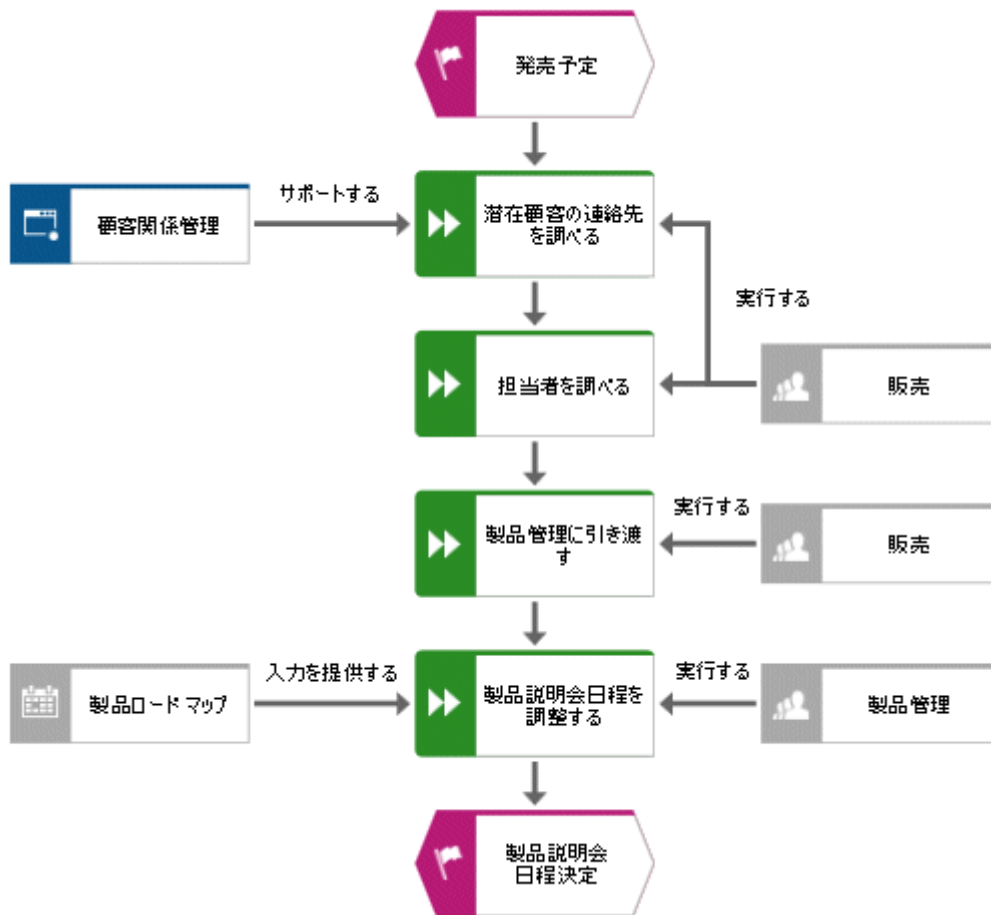 発売予定
サポートする
顧客関係管理
潜在顧客の連絡先
を調べる
実行する
担当者を調べる
販売
製品管理に引き渡
す
実行する
販売
入力を提供する
製品ロードマップ
製品説明会日程を
調整する
実行する
製品管理
製品説明会
日程決定